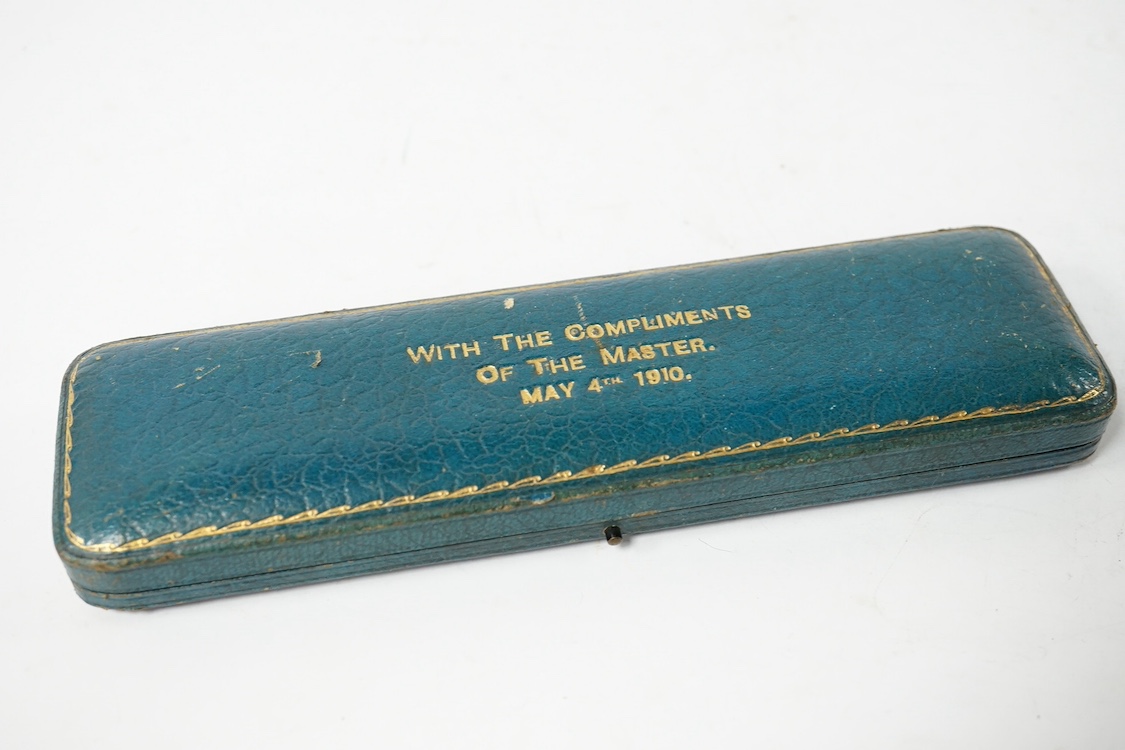 WITH THE COMPLIMENTS
OF THE MASTER.
MAY 4TH. 1910.